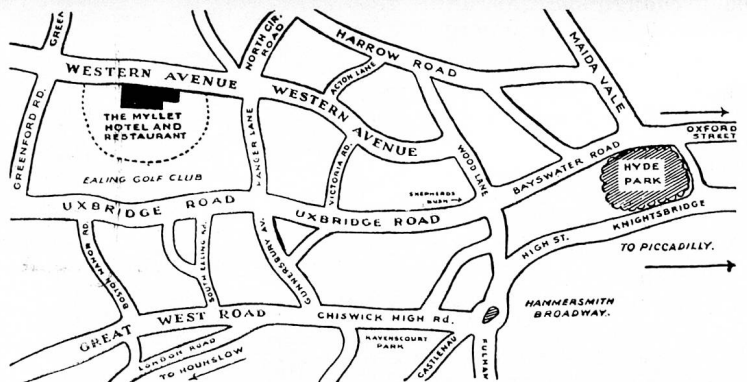 GREEN
NORTH CIR.
ROAD
HARROW ROAD
MAIDA VALE
WESTERN AVENUE
ACTON LANE
WESTERN AVENUE
OXFORD
STREET
GREENFORD RD.
THE MYLLET
HOTEL AND
RESTAURANT
HANGER LANE
VICTORIA RD.
WOOD LANE
BAYSWATER ROAD
HYDE
PARK
EALING GOLF CLUB
SHEPHERDS
BUSH
UXBRIDGE ROAD
UXBRIDGE ROAD
KNIGHTSBRIDGE
HIGH ST.
TO PICCADILLY.
BOSTON MANOR RD.
SOUTH EALING RD.
GUNNERSBURY AV.
HAMMERSMITH
BROADWAY.
GREAT WEST ROAD
CHISWICK HIGH RD.
RAVENSCOURT
PARK
CASTLENAU
FULHAM
LONDON ROAD
TO HOUNSLOW